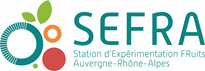 SEFRA
Station d'Expérimentation FRuits
Auvergne-Rhône-Alpes